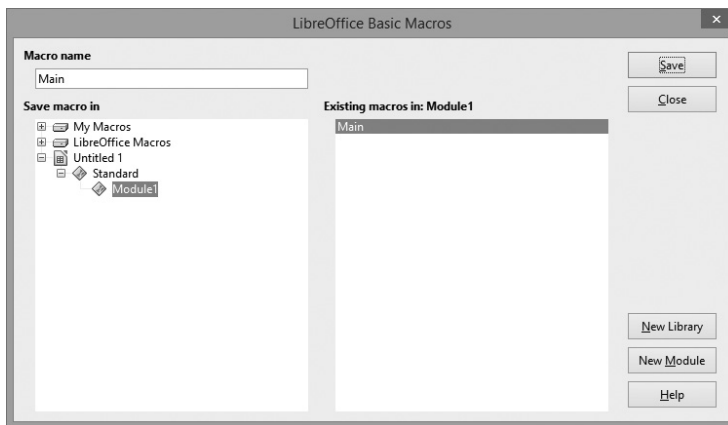 LibreOffice Basic Macros
×
Macro name
Main
Save
Save macro in
Existing macros in: Module1
Close
My Macros
Main
LibreOffice Macros
Untitled 1
Standard
Module1
New Library
New Module
Help